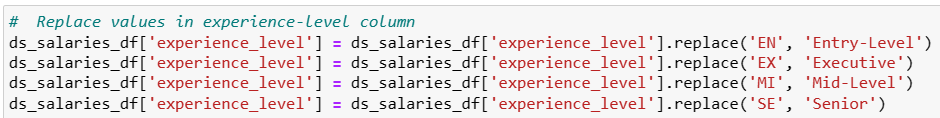 #  Replace values in experience-level column
ds_salaries_df['experience_level'] = ds_salaries_df['experience_level'].replace('EN', 'Entry-Level')
ds_salaries_df['experience_level'] = ds_salaries_df['experience_level'].replace('EX', 'Executive')
ds_salaries_df['experience_level'] = ds_salaries_df['experience_level'].replace('MI', 'Mid-Level')
ds_salaries_df['experience_level'] = ds_salaries_df['experience_level'].replace('SE', 'Senior')